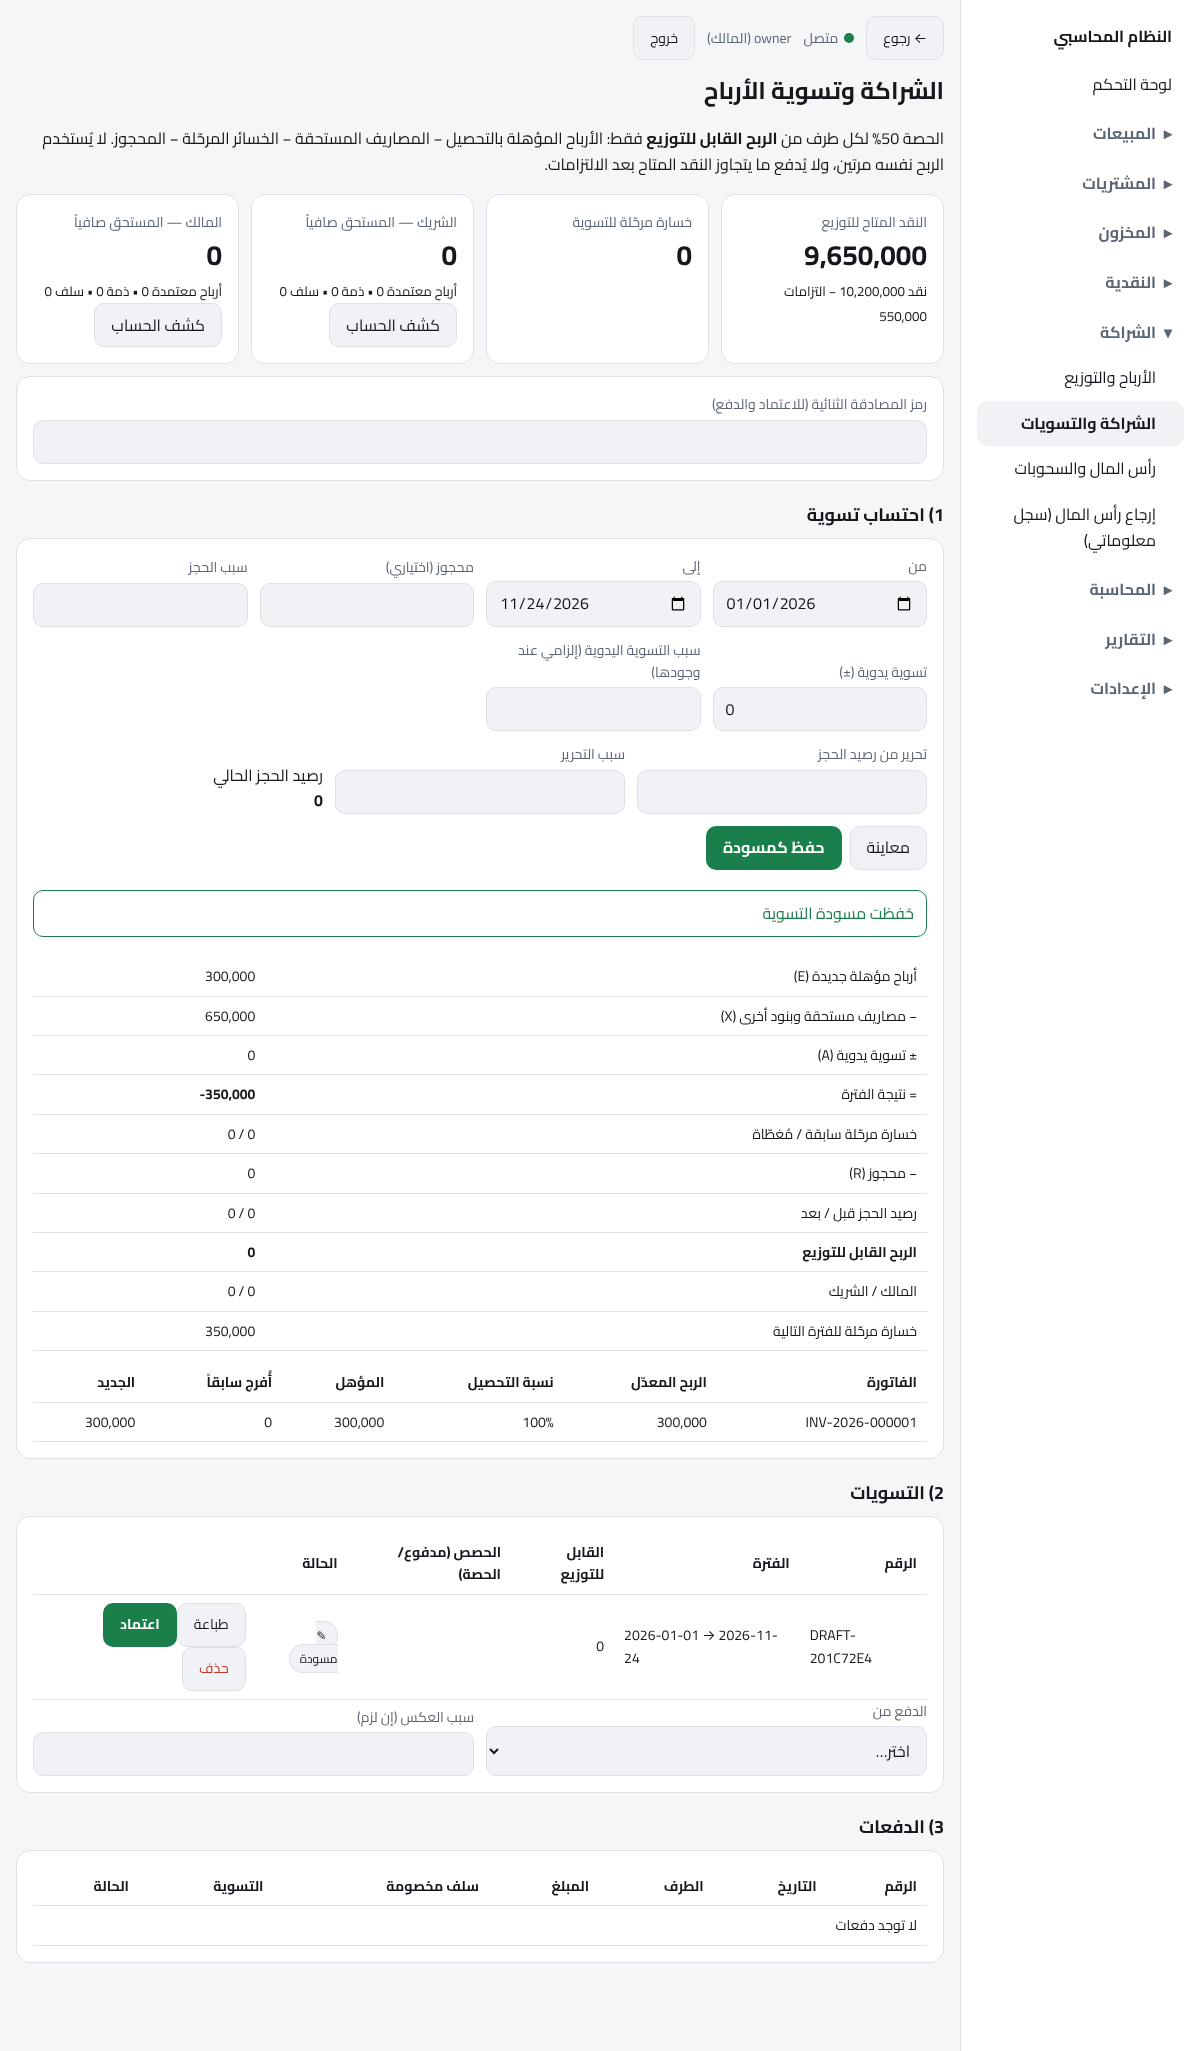 النظام المحاسبي
لوحة التحكم
◂ المبيعات
◂ المشتريات
◂ المخزون
◂ النقدية
▾ الشراكة
الأرباح والتوزيع
الشراكة والتسويات
رأس المال والسحوبات
إرجاع رأس المال (سجل
معلوماتي)
◂ المحاسبة
◂ التقارير
◂ الإعدادات
← رجوع
متصل
owner (المالك)
خروج
الشراكة وتسوية الأرباح
الحصة 50% لكل طرف من الربح القابل للتوزيع فقط: الأرباح المؤهلة بالتحصيل − المصاريف المستحقة − الخسائر المرحّلة − المحجوز. لا يُستخدم
الربح نفسه مرتين، ولا يُدفع ما يتجاوز النقد المتاح بعد الالتزامات.
النقد المتاح للتوزيع
9,650,000
نقد 10,200,000 − التزامات
550,000
خسارة مرحّلة للتسوية
0
الشريك — المستحق صافياً
0
أرباح معتمدة 0 • ذمة 0 • سلف 0
كشف الحساب
المالك — المستحق صافياً
0
أرباح معتمدة 0 • ذمة 0 • سلف 0
كشف الحساب
رمز المصادقة الثنائية (للاعتماد والدفع)
1) احتساب تسوية
من
01/01/2026
إلى
11/24/2026
محجوز (اختياري)
سبب الحجز
تسوية يدوية (±)
0
سبب التسوية اليدوية (إلزامي عند
وجودها)
تحرير من رصيد الحجز
سبب التحرير
رصيد الحجز الحالي
0
معاينة
حفظ كمسودة
حُفظت مسودة التسوية
أرباح مؤهلة جديدة (E) 300,000
− مصاريف مستحقة وبنود أخرى (X) 650,000
± تسوية يدوية (A) 0
= نتيجة الفترة -350,000
خسارة مرحّلة سابقة / مُغطّاة 0 / 0
− محجوز (R) 0
رصيد الحجز قبل / بعد 0 / 0
الربح القابل للتوزيع 0
المالك / الشريك 0 / 0
خسارة مرحّلة للفترة التالية 350,000
الفاتورة الربح المعدّل نسبة التحصيل المؤهل أُفرج سابقاً الجديد
INV-2026-000001 300,000 100% 300,000 0 300,000
2) التسويات
الرقم
الفترة
القابل
للتوزيع
الحصص (مدفوع/
الحصة)
الحالة
DRAFT-
201C72E4
2026-01-01 → 2026-11-
24
0
✎
مسودة
طباعة
اعتماد
حذف
الدفع من
اختر...
سبب العكس (إن لزم)
3) الدفعات
الرقم التاريخ الطرف المبلغ سلف مخصومة التسوية الحالة
لا توجد دفعات